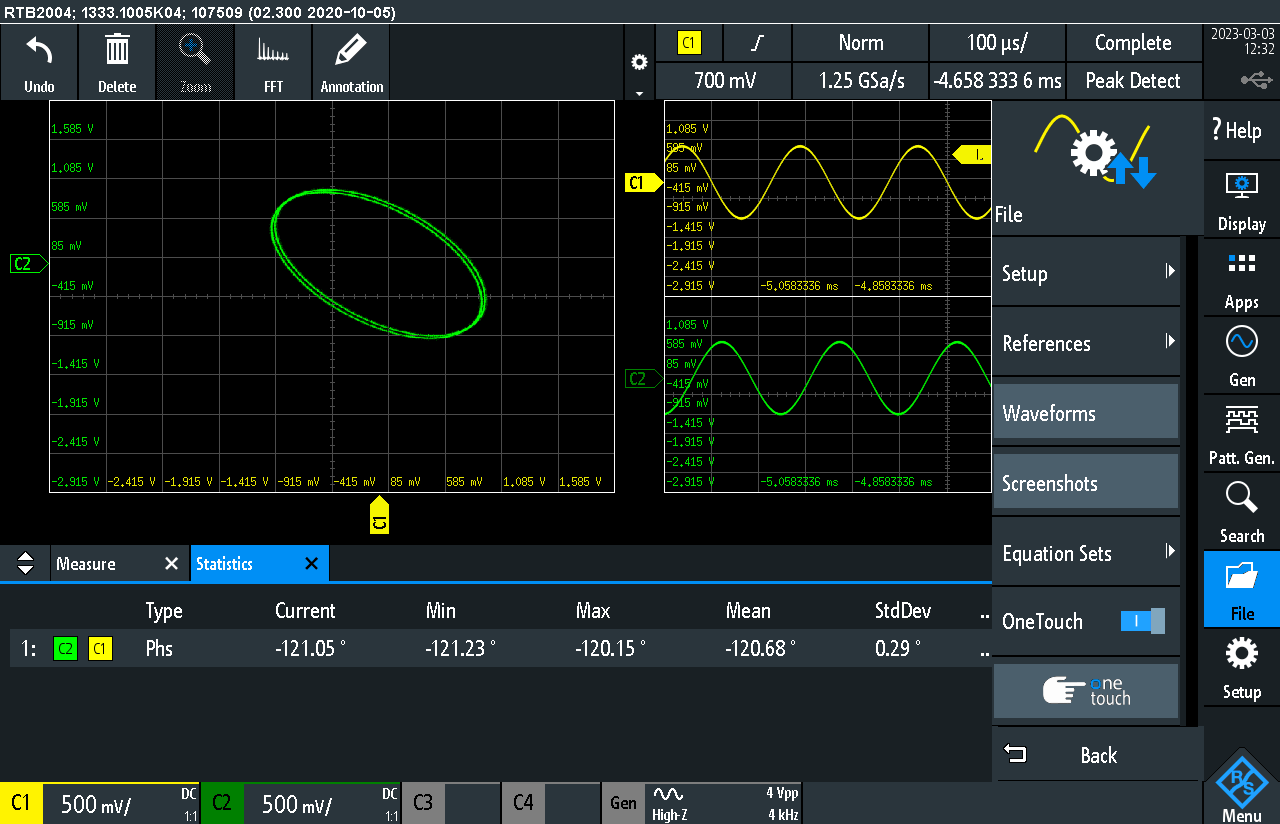 RTB2004; 1333.1005K04; 107509 (02.300 2020-10-05)
Undo
Delete
Zoom
FFT
Annotation
C1
Norm
100 µs/
Complete
700 mV
1.25 GSa/s
-4.658 333 6 ms
Peak Detect
2023-03-03
12:32
1.585 V
1.085 V
585 mV
85 mV
-415 mV
-915 mV
-1.415 V
-1.915 V
-2.415 V
-2.915 V
-2.415 V
-1.915 V
-1.415 V
-915 mV
-415 mV
85 mV
585 mV
1.085 V
1.585 V
C2
C1
1.085 V
585 mV
85 mV
-415 mV
-915 mV
-1.415 V
-1.915 V
-2.415 V
-2.915 V
-5.0583336 ms
-4.8583336 ms
C1
1.085 V
585 mV
85 mV
-415 mV
-915 mV
-1.415 V
-1.915 V
-2.415 V
-2.915 V
-5.0583336 ms
-4.8583336 ms
C2
File
Setup
References
Waveforms
Screenshots
Equation Sets
OneTouch
I
one
touch
Back
? Help
Display
Apps
Gen
Patt. Gen.
Search
File
Setup
R/S
Menu
Measure
Statistics
Type Current Min Max Mean StdDev ..
1: C2 C1 Phs -121.05 ° -121.23 ° -120.15 ° -120.68 ° 0.29 ° ..
C1 500 mV/ DC 1:1
C2 500 mV/ DC 1:1
C3
C4
Gen
High-Z
4 Vpp
4 kHz